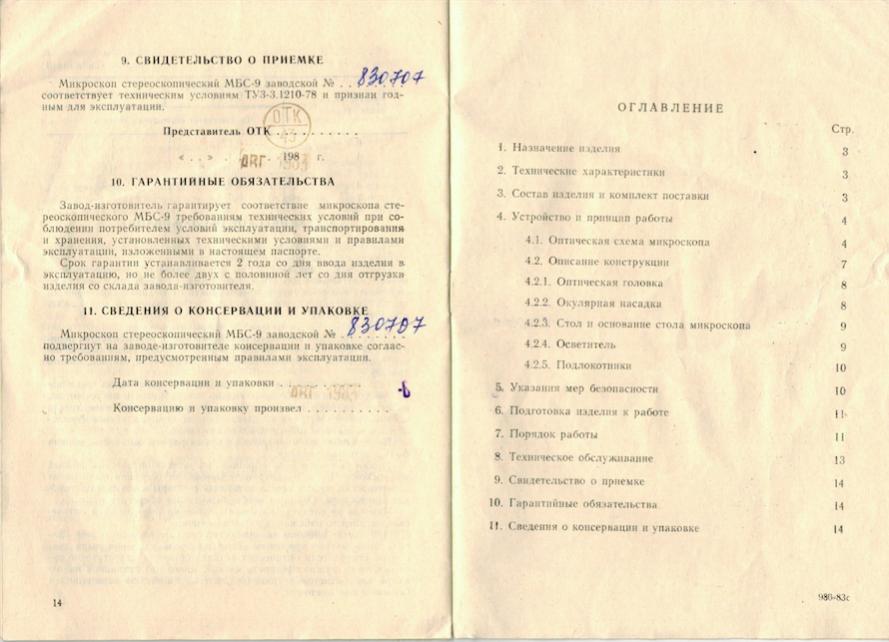 9. СВИДЕТЕЛЬСТВО О ПРИЕМКЕ
Микроскоп стереоскопический МБС-9 заводской № . . 830707
соответствует техническим условиям ТУЗ-3.1210-78 и признан год-
ным для эксплуатации.
ОТК
43
Представитель ОТК . . . . . . . . . .
« . . » . . . . . 198 г.
10. ГАРАНТИЙНЫЕ ОБЯЗАТЕЛЬСТВА
Завод-изготовитель гарантирует соответствие микроскопа сте-
реоскопического МБС-9 требованиям технических условий при со-
блюдении потребителем условий эксплуатации, транспортирования
и хранения, установленных техническими условиями и правилами
эксплуатации, изложенными в настоящем паспорте.
Срок гарантии устанавливается 2 года со дня ввода изделия в
эксплуатацию, но не более двух с половиной лет со дня отгрузки
изделия со склада завода-изготовителя.
11. СВЕДЕНИЯ О КОНСЕРВАЦИИ И УПАКОВКЕ
Микроскоп стереоскопический МБС-9 заводской № 830707
подвергнут на заводе-изготовителе консервации и упаковке соглас-
но требованиям, предусмотренным правилами эксплуатации.
Дата консервации и упаковки . . . . . . . . .
Консервацию и упаковку произвел . . . . . . . . . .
14
ОГЛАВЛЕНИЕ
Стр.
1. Назначение изделия 3
2. Технические характеристики 3
3. Состав изделия и комплект поставки 3
4. Устройство и принцип работы 4
4.1. Оптическая схема микроскопа 4
4.2. Описание конструкции 7
4.2.1. Оптическая головка 8
4.2.2. Окулярная насадка 8
4.2.3. Стол и основание стола микроскопа 9
4.2.4. Осветитель 9
4.2.5. Подлокотники 10
5. Указания мер безопасности 10
6. Подготовка изделия к работе 11
7. Порядок работы 11
8. Техническое обслуживание 13
9. Свидетельство о приемке 14
10. Гарантийные обязательства 14
11. Сведения о консервации и упаковке 14
980-83с